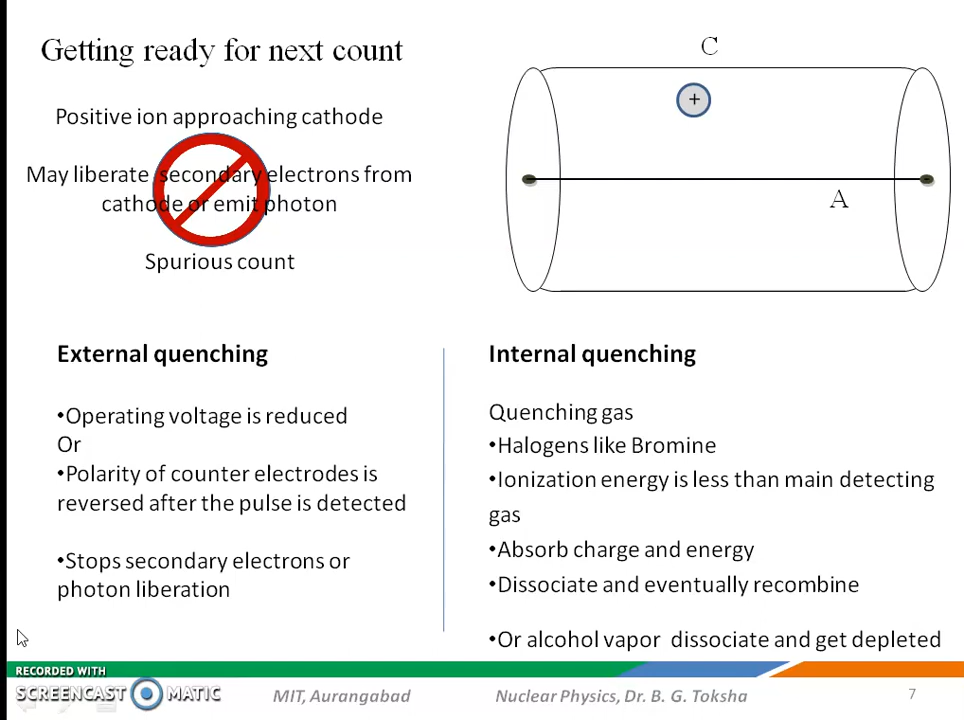 Getting ready for next count
Positive ion approaching cathode
May liberate secondary electrons from
cathode or emit photon
Spurious count
C
+
A
External quenching
•Operating voltage is reduced
Or
•Polarity of counter electrodes is
reversed after the pulse is detected
•Stops secondary electrons or
photon liberation
Internal quenching
Quenching gas
•Halogens like Bromine
•Ionization energy is less than main detecting
gas
•Absorb charge and energy
•Dissociate and eventually recombine
•Or alcohol vapor dissociate and get depleted
RECORDED WITH
SCREENCAST MATIC
MIT, Aurangabad
Nuclear Physics, Dr. B. G. Toksha
7